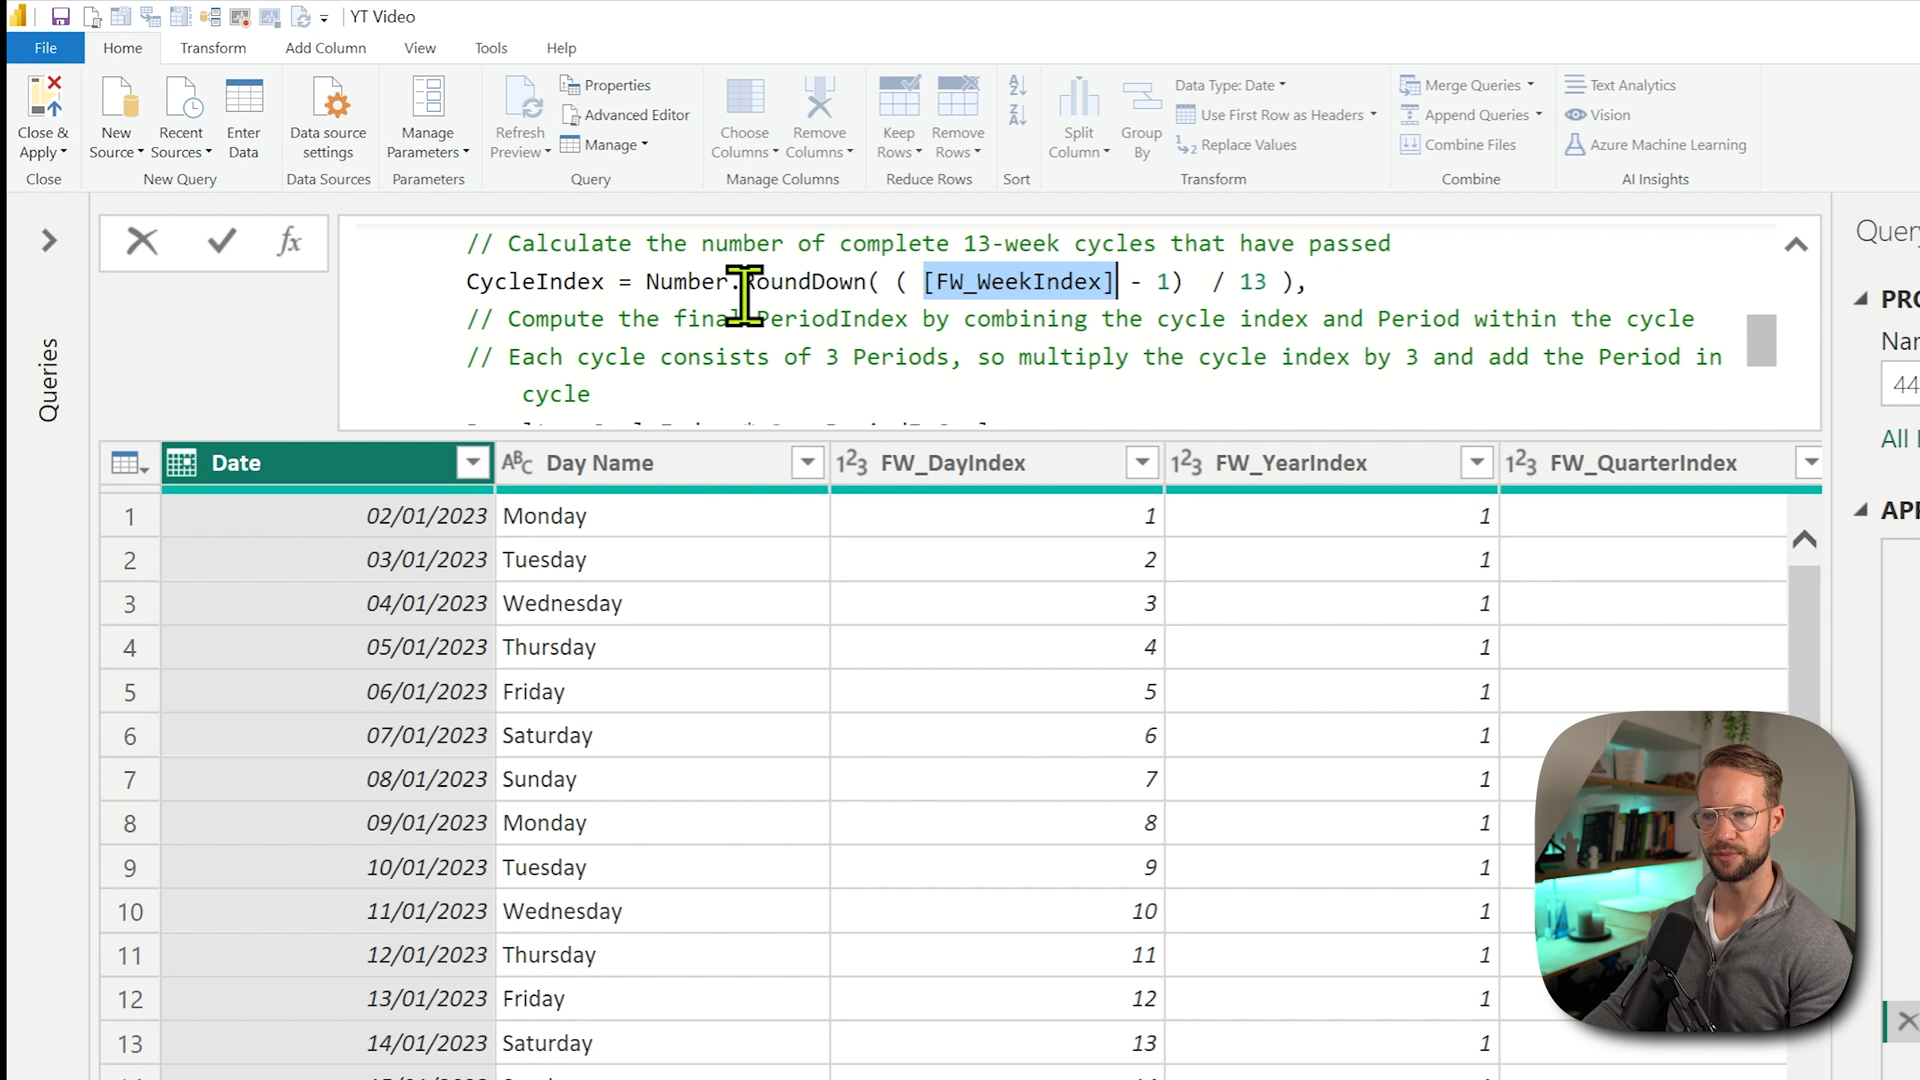 YT Video
File Home Transform Add Column View Tools Help
Close & Apply
New Source
Recent Sources
Enter Data
Data source settings
Manage Parameters
Refresh Preview
Properties
Advanced Editor
Manage
Choose Columns
Remove Columns
Keep Rows
Remove Rows
Split Column
Group By
Data Type: Date
Use First Row as Headers
Replace Values
Merge Queries
Append Queries
Combine Files
Text Analytics
Vision
Azure Machine Learning
Close New Query Data Sources Parameters Query Manage Columns Reduce Rows Sort Transform Combine AI Insights
Queries
// Calculate the number of complete 13-week cycles that have passed
CycleIndex = Number.RoundDown( ( [FW_WeekIndex] - 1)  / 13 ),
// Compute the final PeriodIndex by combining the cycle index and Period within the cycle
// Each cycle consists of 3 Periods, so multiply the cycle index by 3 and add the Period in
cycle
Date Day Name FW_DayIndex FW_YearIndex FW_QuarterIndex
1 02/01/2023 Monday 1 1
2 03/01/2023 Tuesday 2 1
3 04/01/2023 Wednesday 3 1
4 05/01/2023 Thursday 4 1
5 06/01/2023 Friday 5 1
6 07/01/2023 Saturday 6 1
7 08/01/2023 Sunday 7 1
8 09/01/2023 Monday 8 1
9 10/01/2023 Tuesday 9 1
10 11/01/2023 Wednesday 10 1
11 12/01/2023 Thursday 11 1
12 13/01/2023 Friday 12 1
13 14/01/2023 Saturday 13 1
All